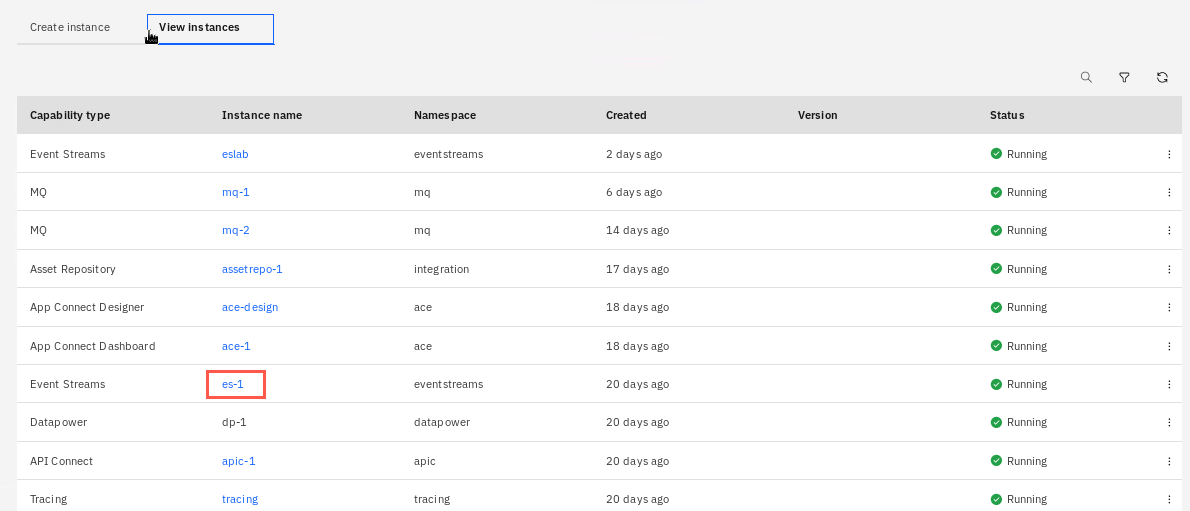 Create instance View instances
Capability type Instance name Namespace Created Version Status
Event Streams eslab eventstreams 2 days ago Running
MQ mq-1 mq 6 days ago Running
MQ mq-2 mq 14 days ago Running
Asset Repository assetrepo-1 integration 17 days ago Running
App Connect Designer ace-design ace 18 days ago Running
App Connect Dashboard ace-1 ace 18 days ago Running
Event Streams es-1 eventstreams 20 days ago Running
Datapower dp-1 datapower 20 days ago Running
API Connect apic-1 apic 20 days ago Running
Tracing tracing tracing 20 days ago Running